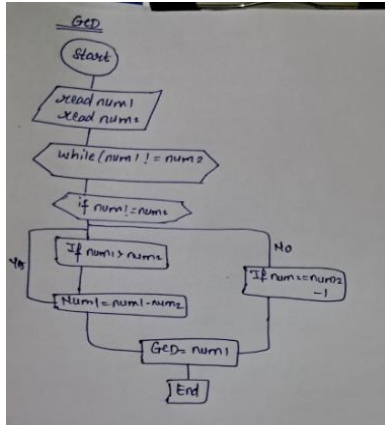 GCD
Start
read num1
read num2
while(num1!=num2
if num!=num2
If num1>num2
Yes
No
Num1=num1-num2
If num2=num2
-1
GCD=num1
End